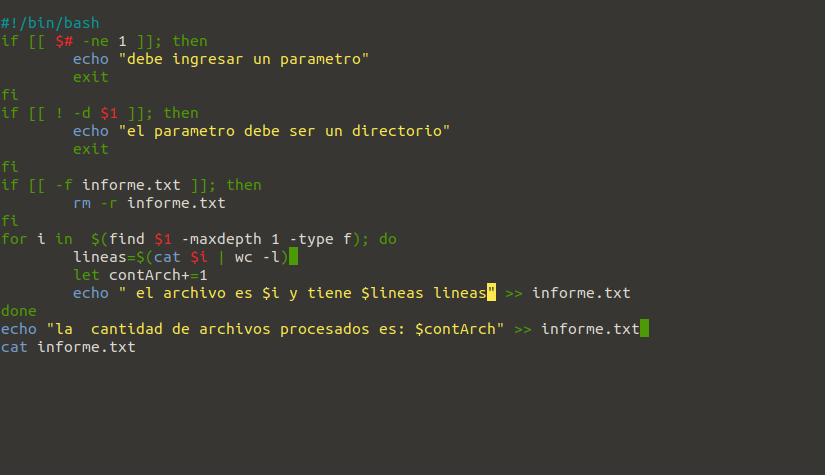 #!/bin/bash
if [[ $# -ne 1 ]]; then
        echo "debe ingresar un parametro"
        exit
fi
if [[ ! -d $1 ]]; then
        echo "el parametro debe ser un directorio"
        exit
fi
if [[ -f informe.txt ]]; then
        rm -r informe.txt
fi
for i in  $(find $1 -maxdepth 1 -type f); do
        lineas=$(cat $i | wc -l)
        let contArch+=1
        echo " el archivo es $i y tiene $lineas lineas" >> informe.txt
done
echo "la  cantidad de archivos procesados es: $contArch" >> informe.txt
cat informe.txt